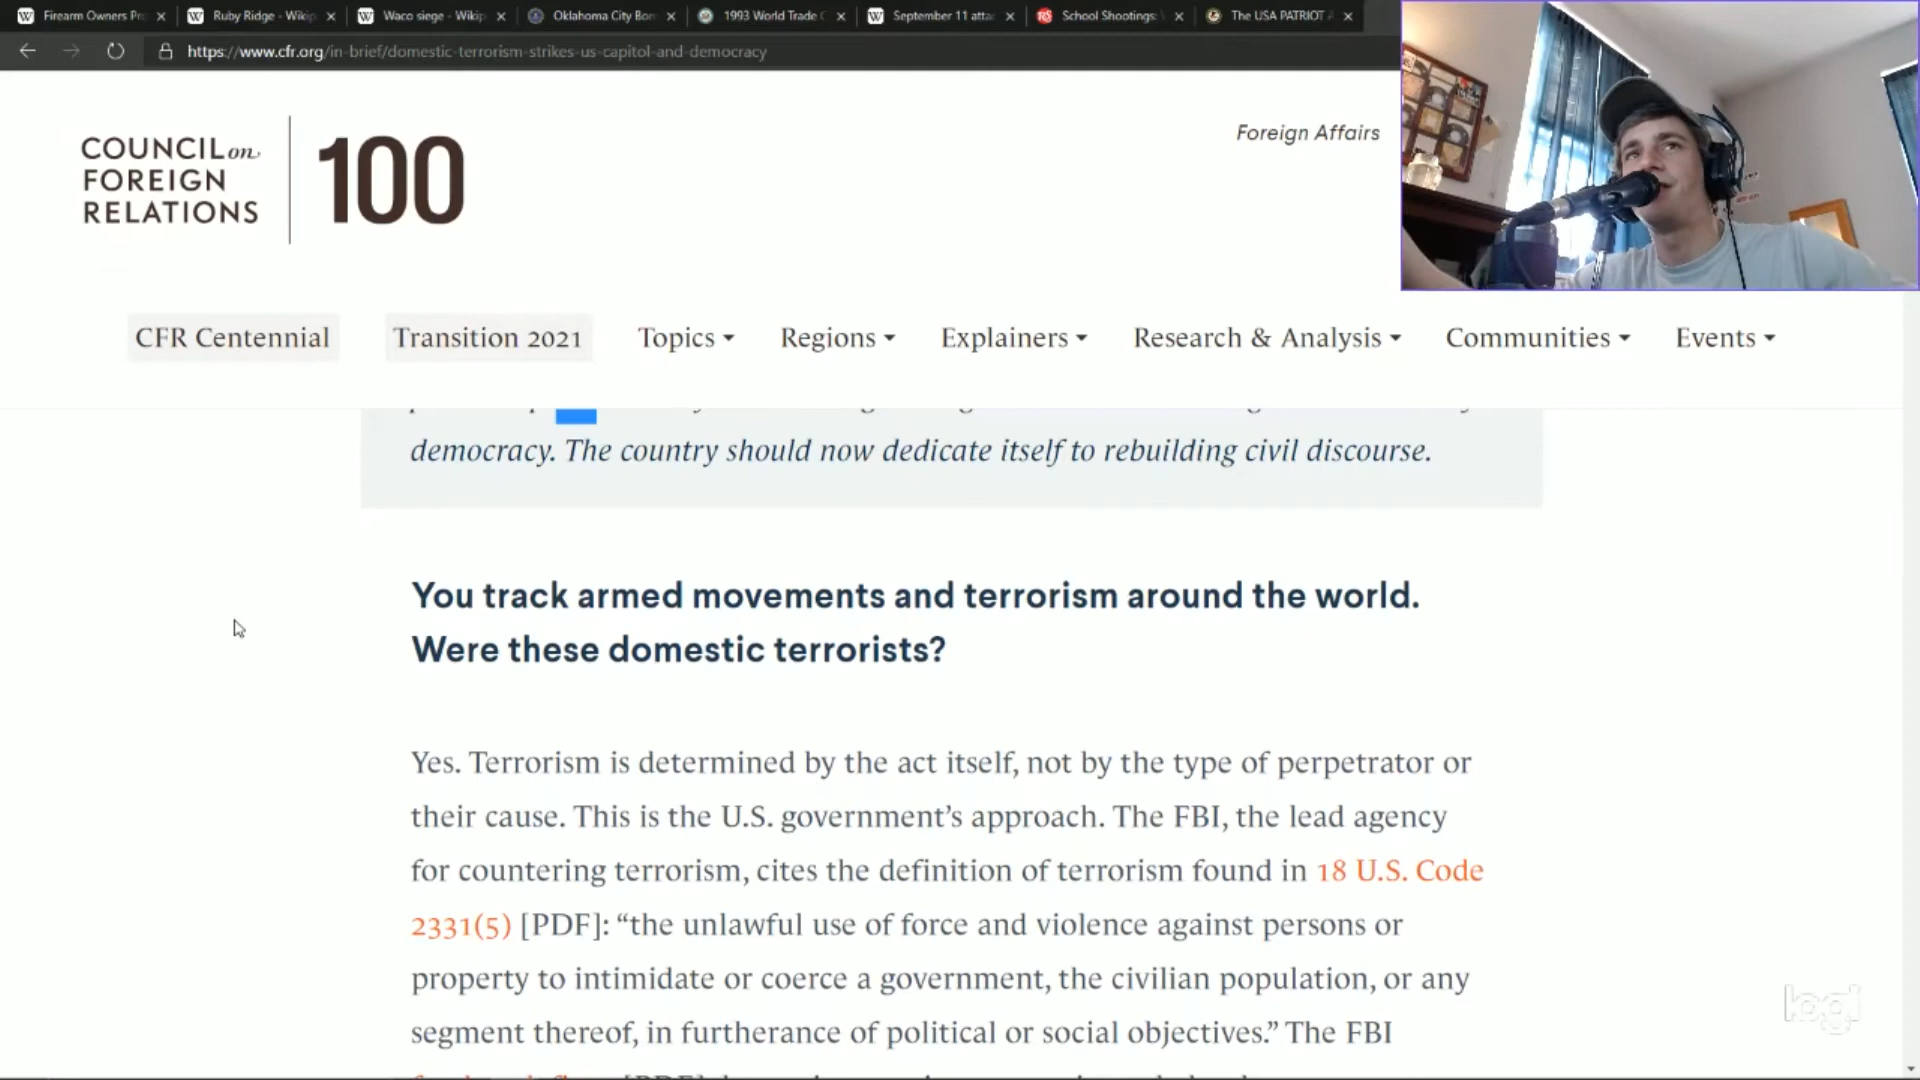 Firearm Owners Pr
Ruby Ridge - Wikip
Waco siege - Wikip
Oklahoma City Bom
1993 World Trade C
September 11 atta
School Shootings:
The USA PATRIOT
https://www.cfr.org/in-brief/domestic-terrorism-strikes-us-capitol-and-democracy
COUNCIL on
FOREIGN
RELATIONS
100
Foreign Affairs
CFR Centennial
Transition 2021
Topics
Regions
Explainers
Research & Analysis
Communities
Events
democracy. The country should now dedicate itself to rebuilding civil discourse.
You track armed movements and terrorism around the world.
Were these domestic terrorists?
Yes. Terrorism is determined by the act itself, not by the type of perpetrator or
their cause. This is the U.S. government’s approach. The FBI, the lead agency
for countering terrorism, cites the definition of terrorism found in 18 U.S. Code
2331(5) [PDF]: “the unlawful use of force and violence against persons or
property to intimidate or coerce a government, the civilian population, or any
segment thereof, in furtherance of political or social objectives.” The FBI
logi